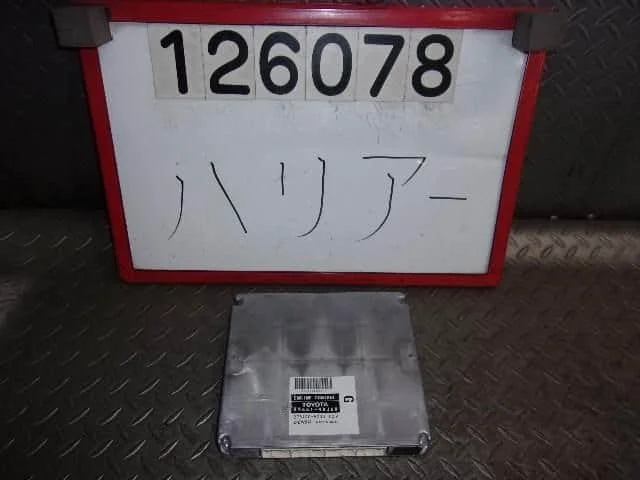 126078
ハリアー
ENGINE CONTROL
TOYOTA
DENSO